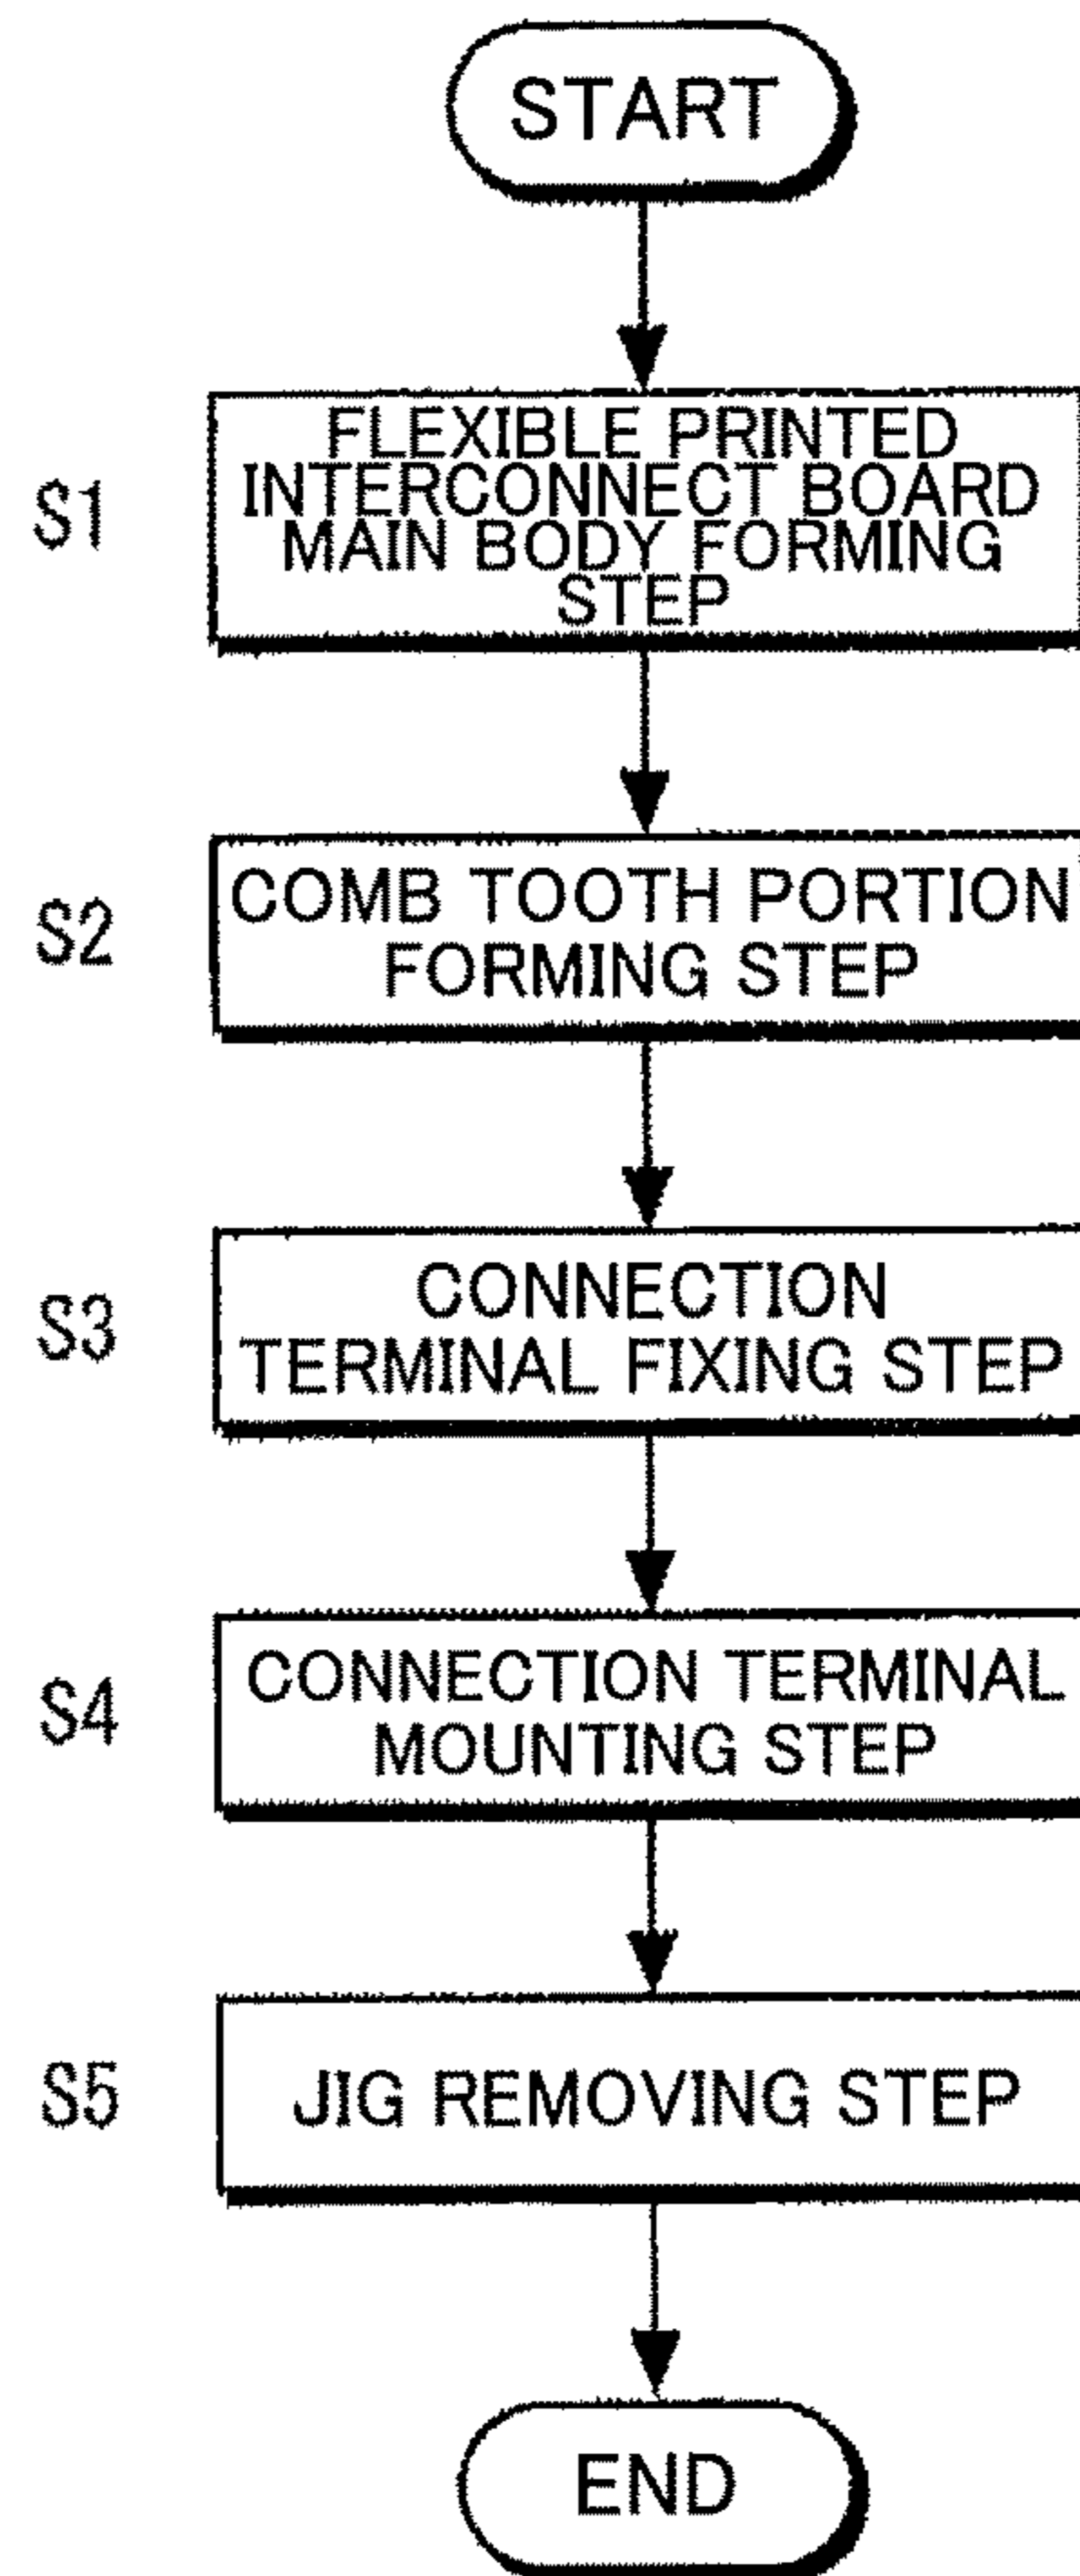 START
S1
FLEXIBLE PRINTED
INTERCONNECT BOARD
MAIN BODY FORMING
STEP
S2
COMB TOOTH PORTION
FORMING STEP
S3
CONNECTION
TERMINAL FIXING STEP
S4
CONNECTION TERMINAL
MOUNTING STEP
S5
JIG REMOVING STEP
END